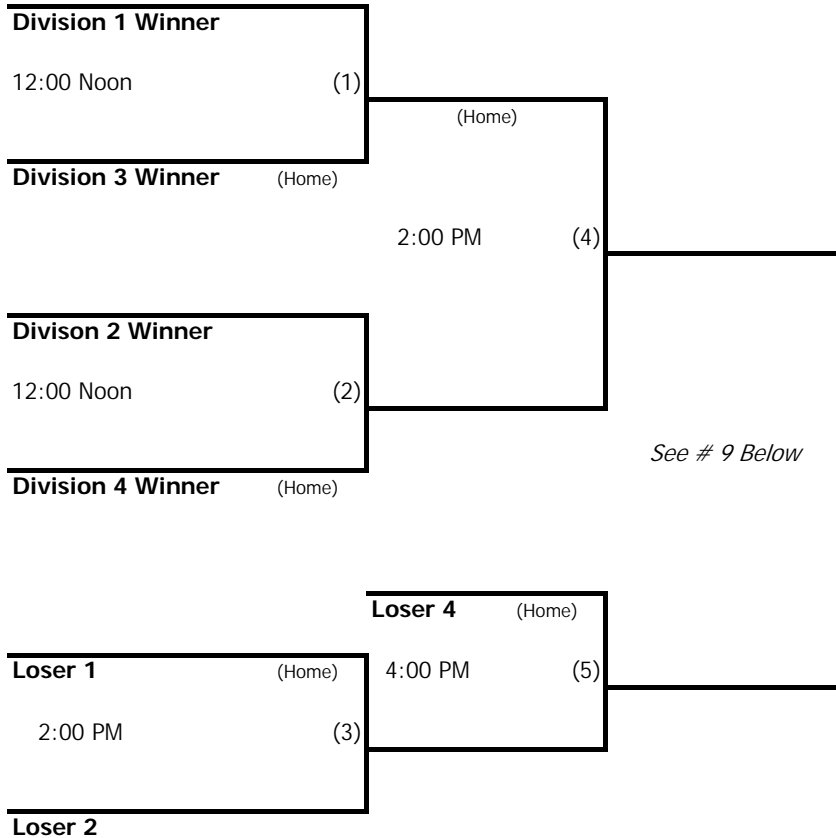 Division 1 Winner
12:00 Noon (1)
(Home)
Division 3 Winner (Home)
2:00 PM (4)
Divison 2 Winner
12:00 Noon (2)
See # 9 Below
Division 4 Winner (Home)
Loser 4 (Home)
Loser 1 (Home) 4:00 PM (5)
2:00 PM (3)
Loser 2